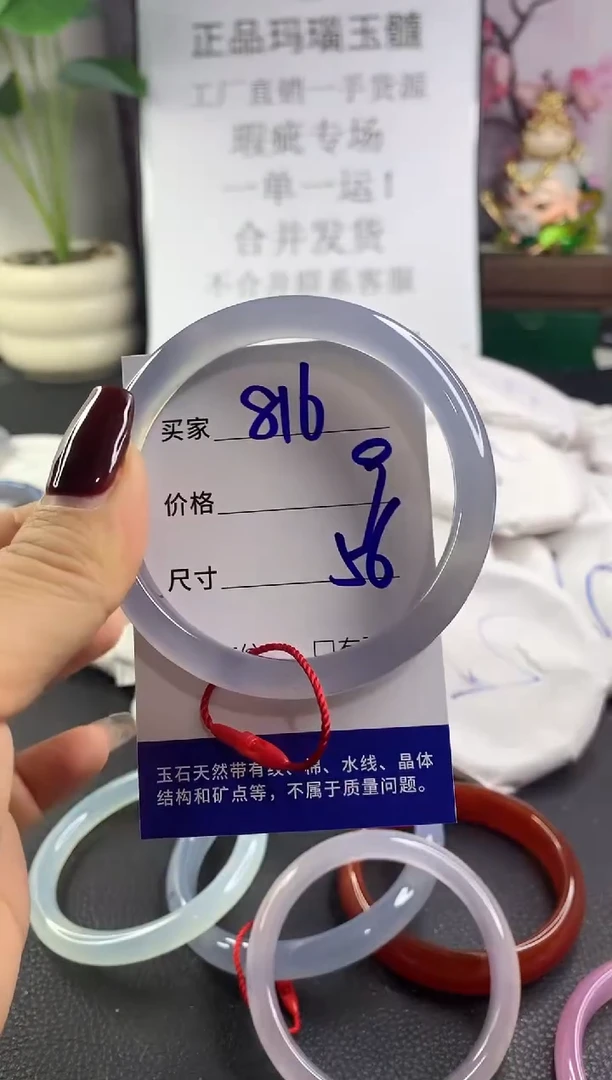 正品玛瑙玉髓
工厂直销一手货源
瑕疵专场
一单一运！
合并发货
不合并联系客服
买家 816
价格 9
尺寸 56
玉石天然带有纹、棉、水线、晶体
结构和矿点等，不属于质量问题。